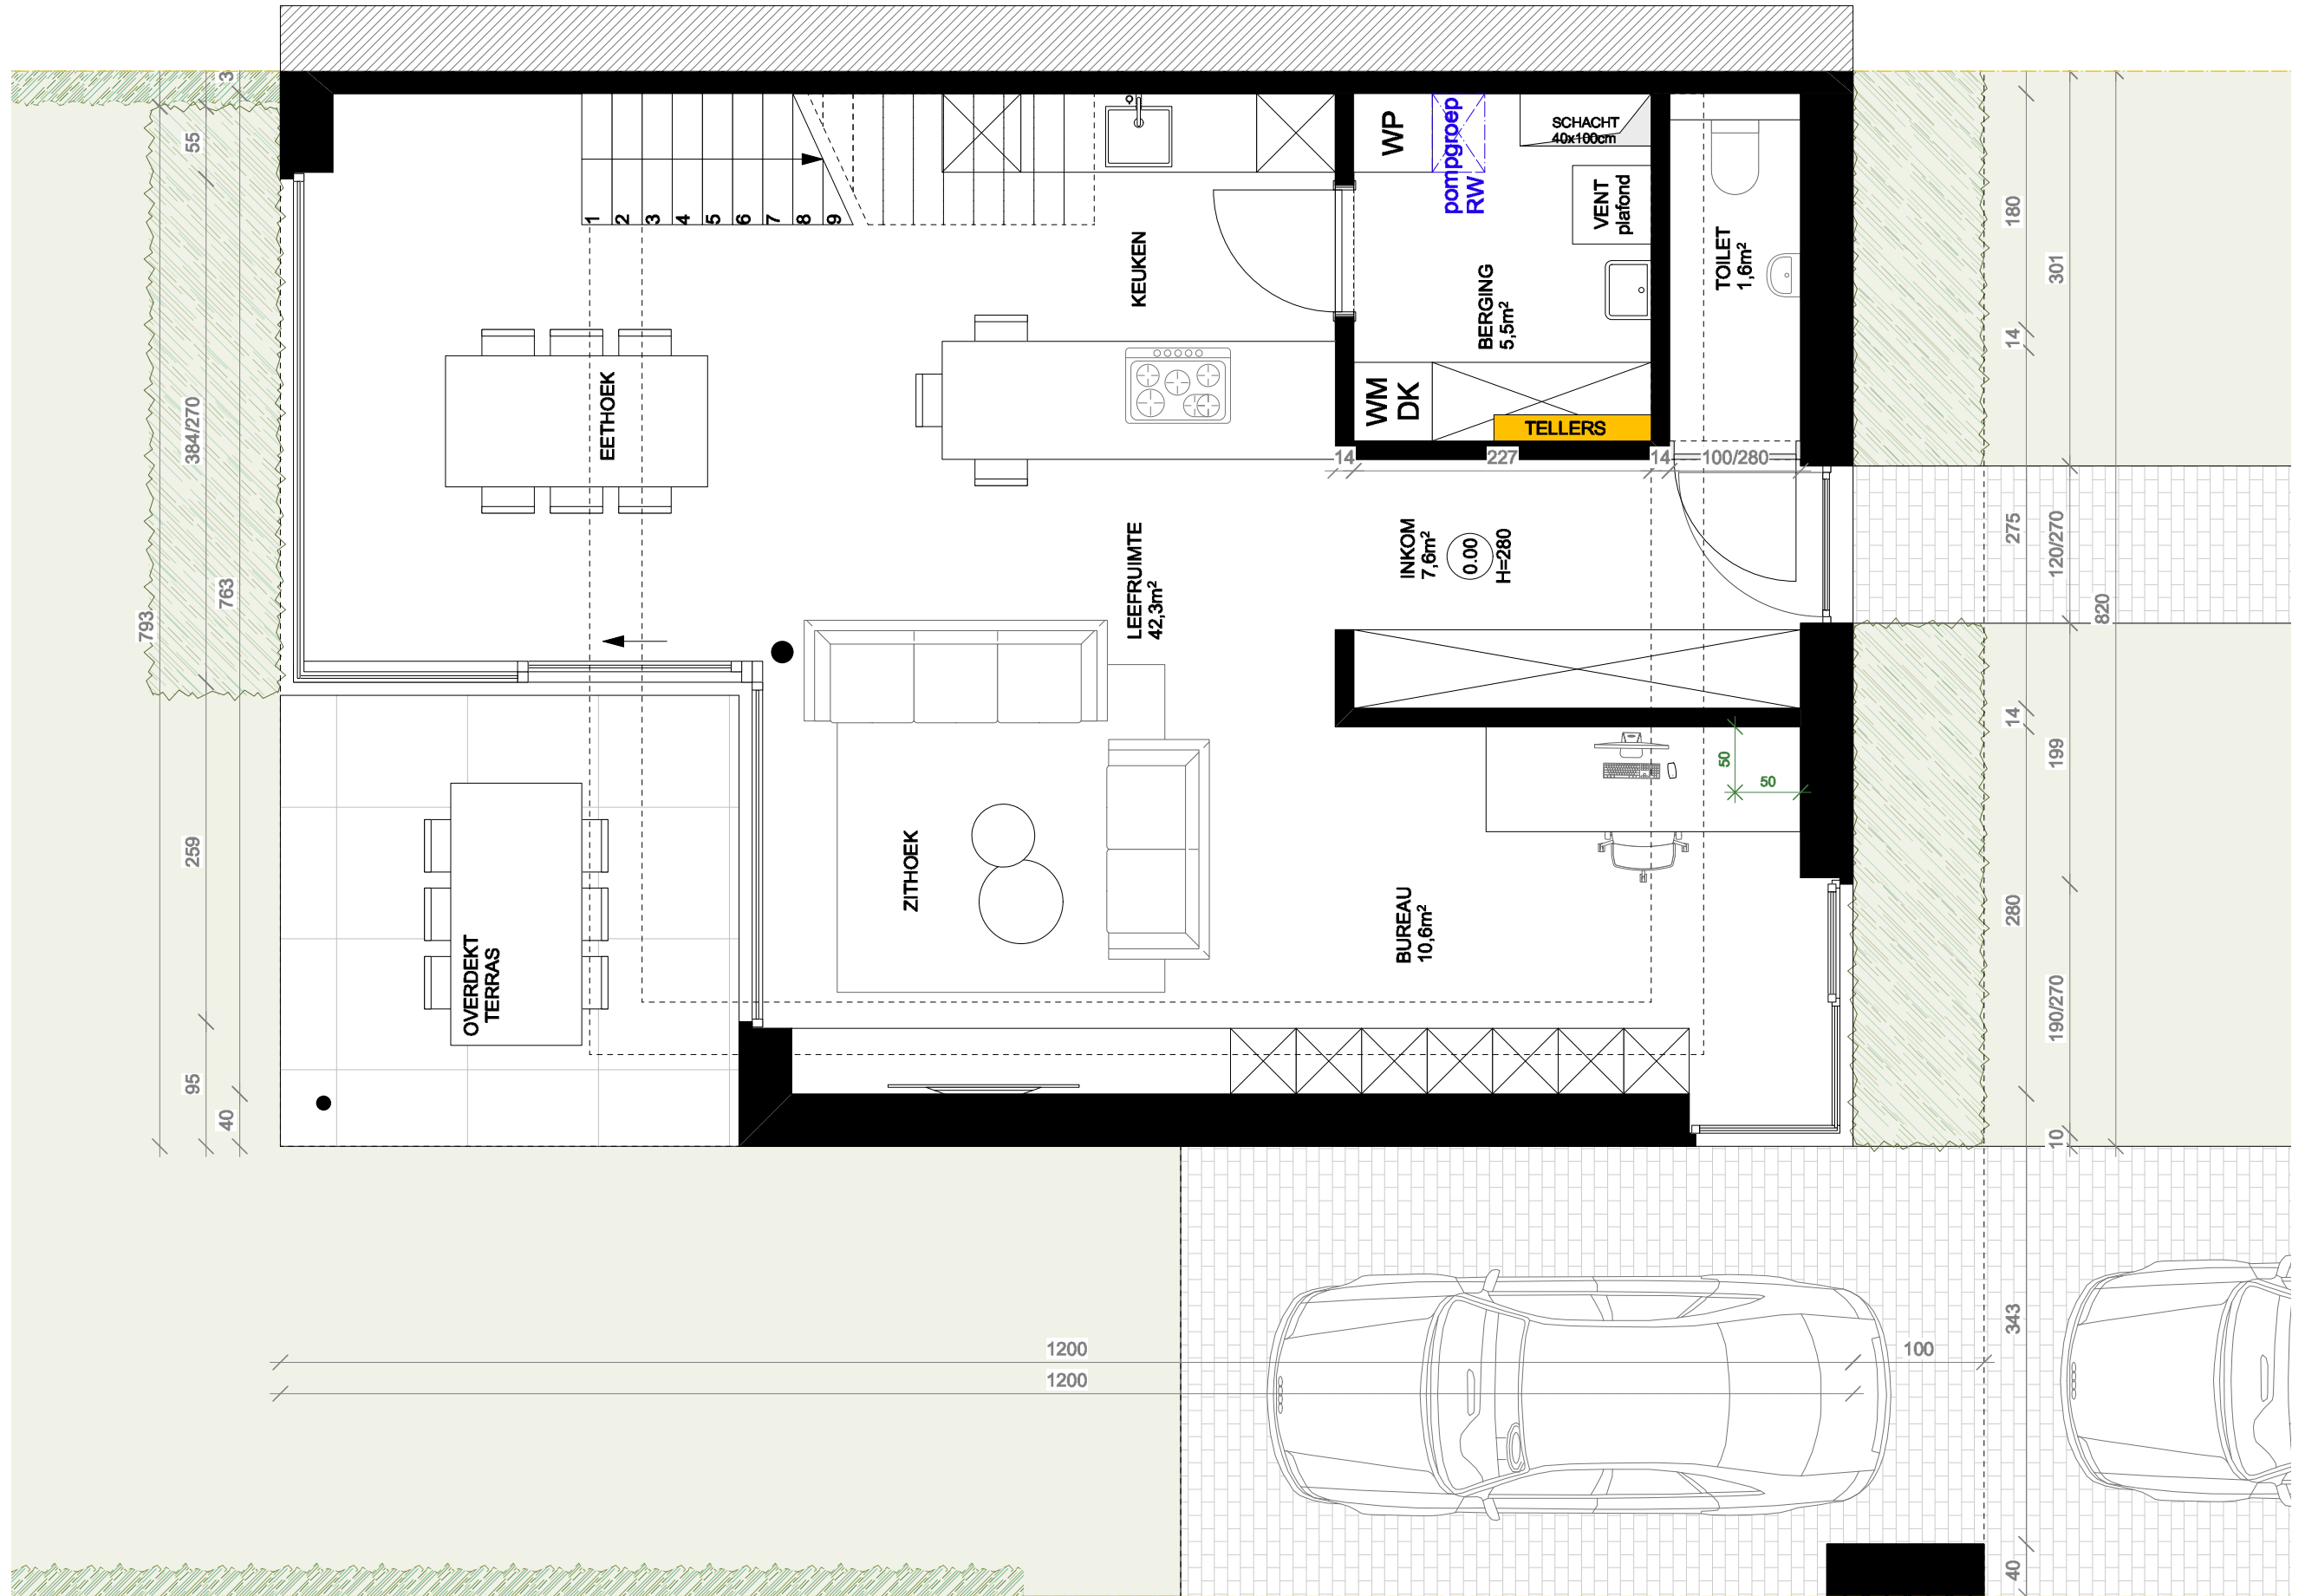 3
55
384/270
793
763
259
95
40
1
2
3
4
5
6
7
8
9
EETHOEK
KEUKEN
LEEFRUIMTE
42,3m²
ZITHOEK
OVERDEKT
TERRAS
WP
pompgroep
RW
SCHACHT
40x100cm
VENT
plafond
BERGING
5,5m²
TOILET
1,6m²
WM
DK
TELLERS
14
227
14
100/280
INKOM
7,6m²
0.00
H=280
50
50
BUREAU
10,6m²
180
301
14
275
120/270
820
14
199
280
190/270
10
343
40
1200
100
1200